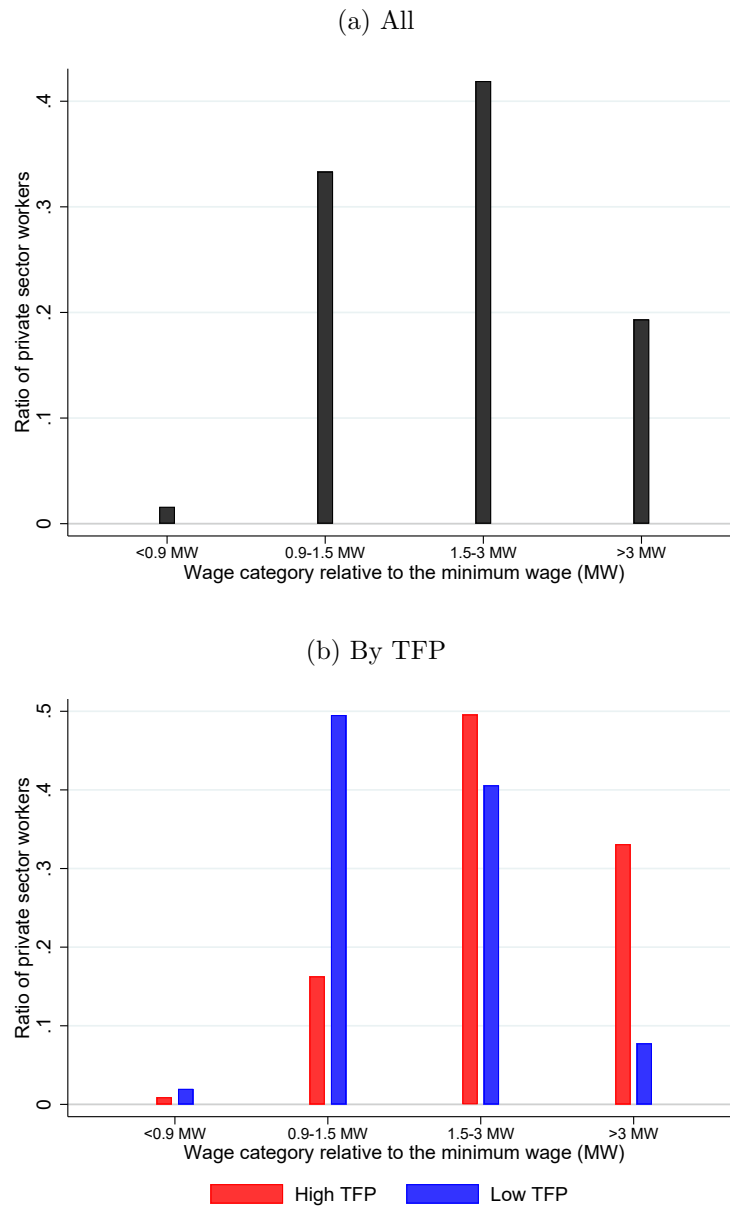 (a) All
Ratio of private sector workers
.4
.3
.2
.1
0
<0.9 MW 0.9-1.5 MW 1.5-3 MW >3 MW
Wage category relative to the minimum wage (MW)
(b) By TFP
Ratio of private sector workers
.5
.4
.3
.2
.1
0
<0.9 MW 0.9-1.5 MW 1.5-3 MW >3 MW
Wage category relative to the minimum wage (MW)
High TFP Low TFP